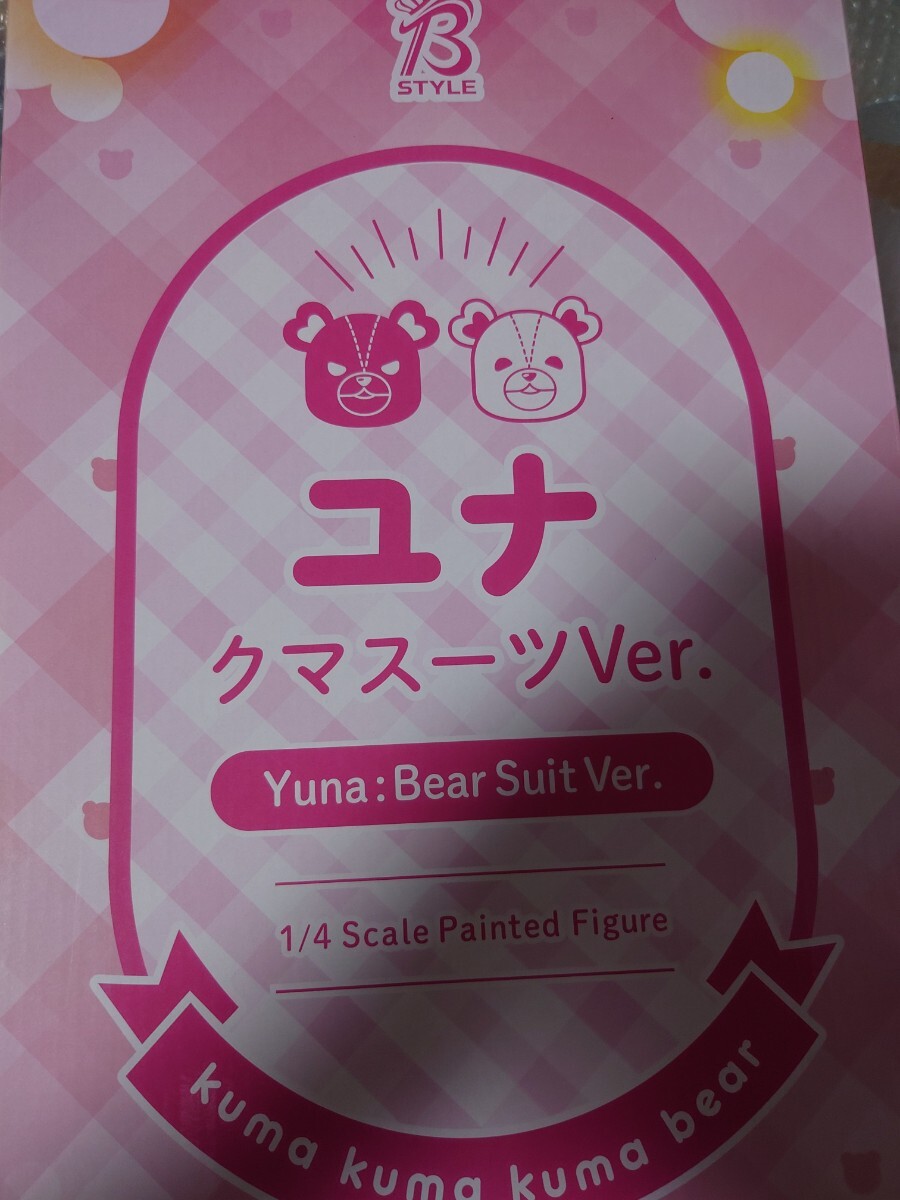 B
STYLE
ユナ
クマスーツVer.
Yuna:Bear Suit Ver.
1/4 Scale Painted Figure
kuma kuma kuma bear